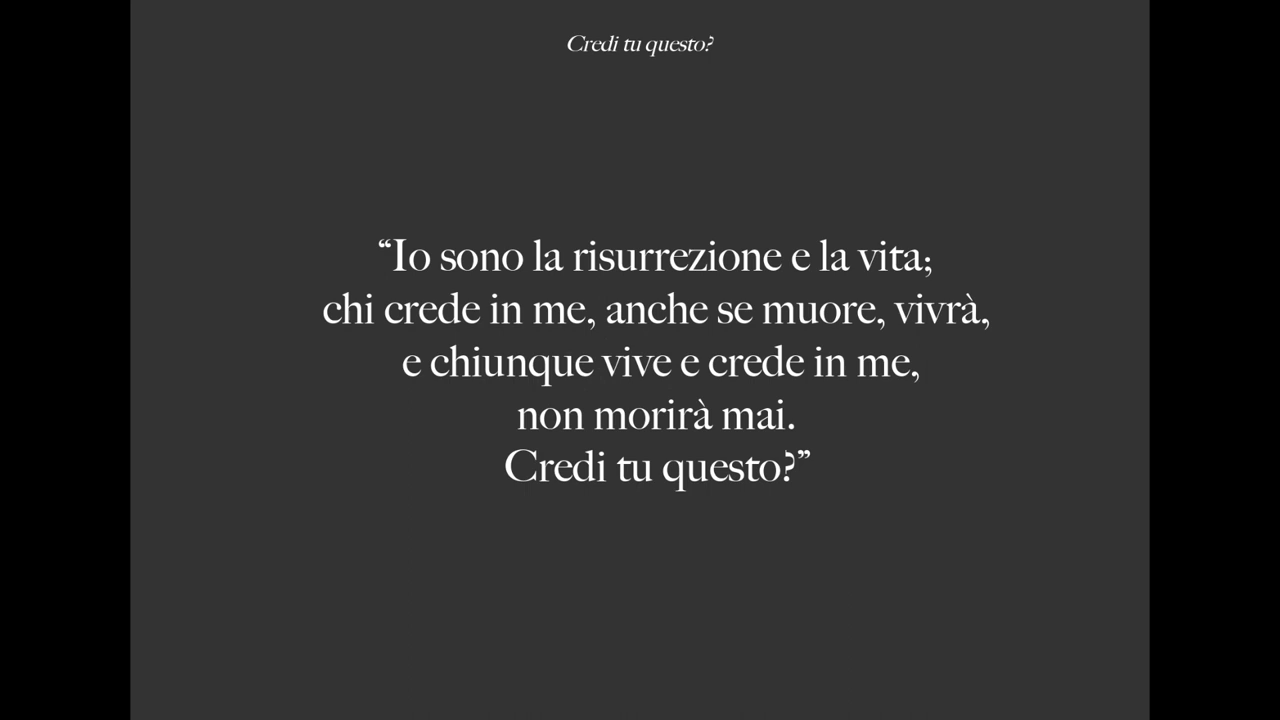 Credi tu questo?
“Io sono la risurrezione e la vita;
chi crede in me, anche se muore, vivrà,
e chiunque vive e crede in me,
non morirà mai.
Credi tu questo?”